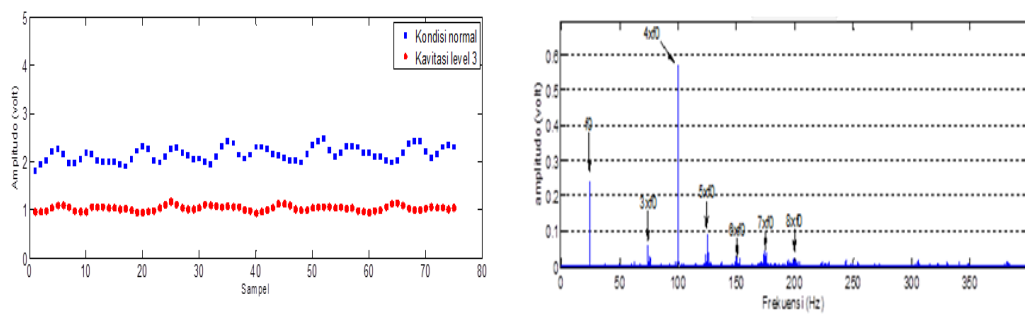 Amplitudo (volt)
5
4
3
2
1
0
0 10 20 30 40 50 60 70 80
Sampel
Kondisi normal
Kavitasi level 3
amplitudo (volt)
0.6
0.5
0.4
0.3
0.2
0.1
0
0 50 100 150 200 250 300 350
Frekuensi (Hz)
f0
3xf0
4xf0
5xf0
6xf0
7xf0
8xf0